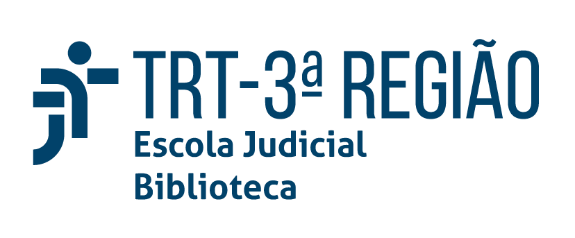 TRT-3ª REGIÃO
Escola Judicial
Biblioteca